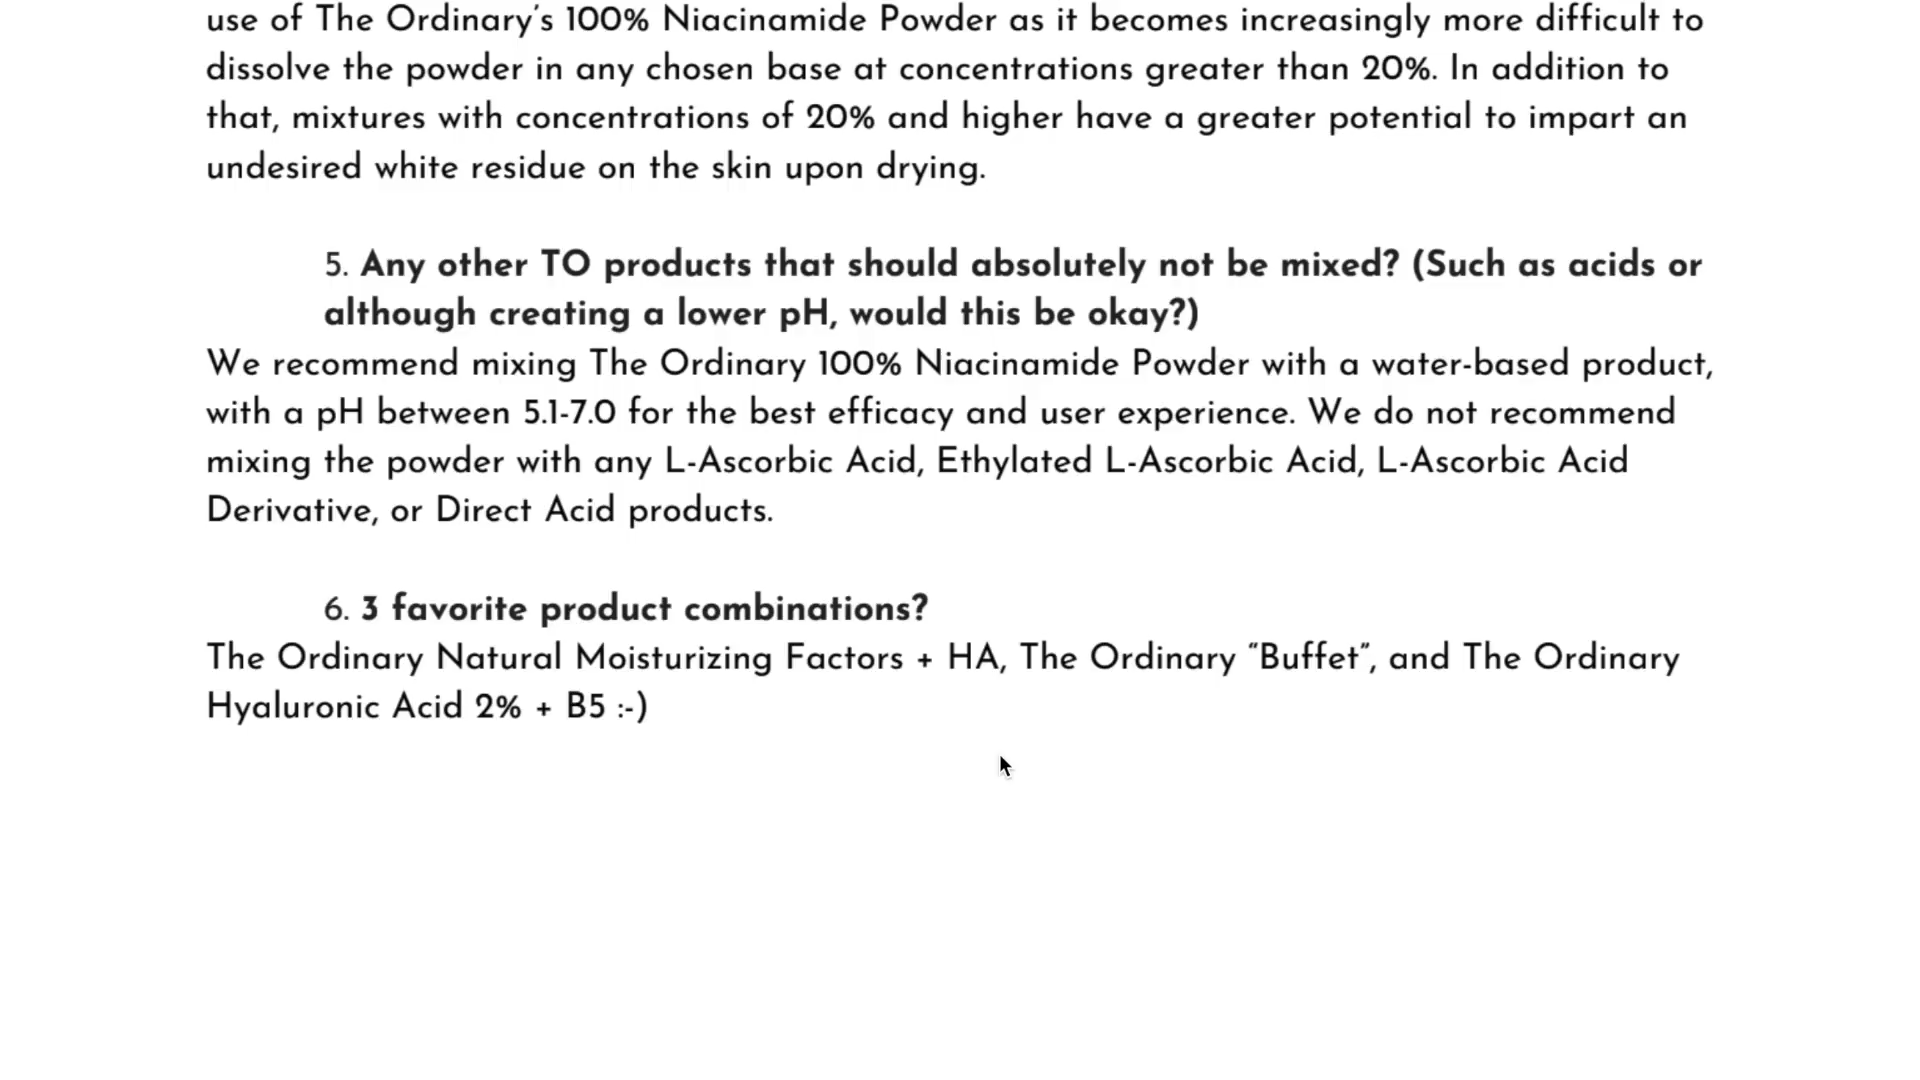 use of The Ordinary's 100% Niacinamide Powder as it becomes increasingly more difficult to
dissolve the powder in any chosen base at concentrations greater than 20%. In addition to
that, mixtures with concentrations of 20% and higher have a greater potential to impart an
undesired white residue on the skin upon drying.
5. Any other TO products that should absolutely not be mixed? (Such as acids or
although creating a lower pH, would this be okay?)
We recommend mixing The Ordinary 100% Niacinamide Powder with a water-based product,
with a pH between 5.1-7.0 for the best efficacy and user experience. We do not recommend
mixing the powder with any L-Ascorbic Acid, Ethylated L-Ascorbic Acid, L-Ascorbic Acid
Derivative, or Direct Acid products.
6. 3 favorite product combinations?
The Ordinary Natural Moisturizing Factors + HA, The Ordinary “Buffet”, and The Ordinary
Hyaluronic Acid 2% + B5 :-)